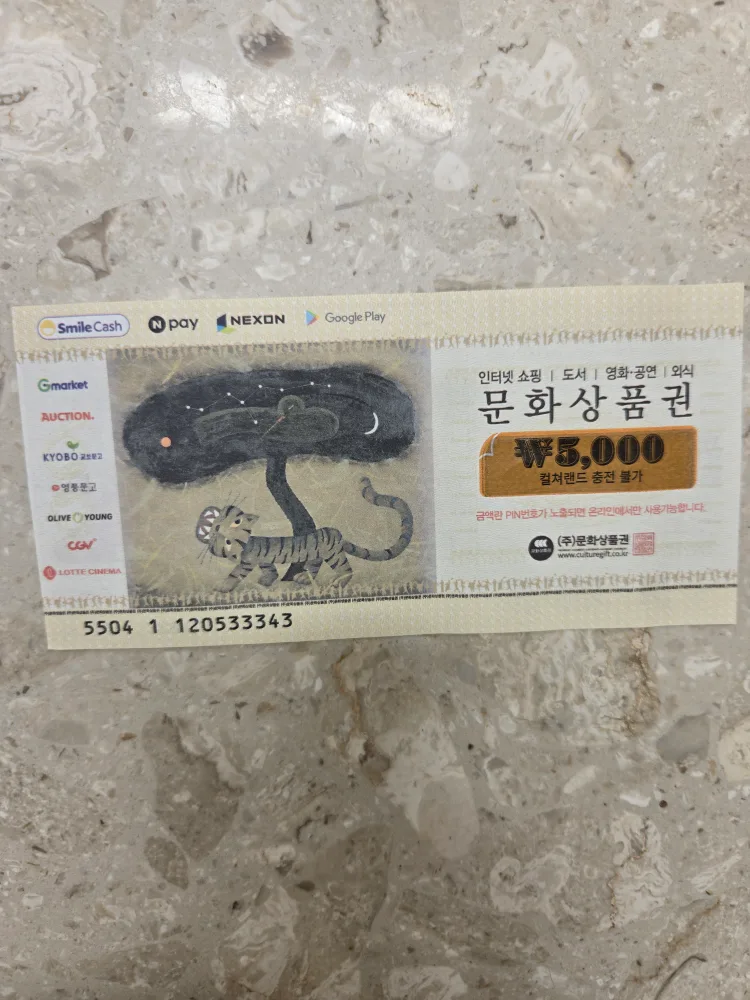 SmileCash
N pay
NEXON
Google Play
Gmarket
AUCTION.
KYOBO 교보문고
영풍문고
OLIVE YOUNG
CGV
LOTTE CINEMA
인터넷 쇼핑 | 도서 | 영화·공연 | 외식
문화상품권
₩5,000
컬쳐랜드 충전 불가
금액란 PIN번호가 노출되면 온라인에서만 사용가능합니다.
(주)문화상품권
www.culturegift.co.kr
5504 1 120533343